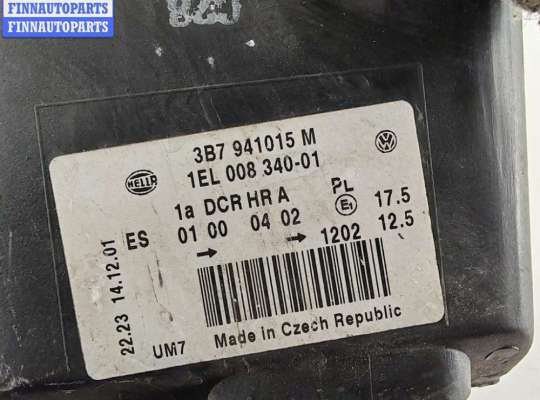 FINNAUTOPARTS
FINNAUTOPARTS
3B7 941015 M
HELLA
1EL 008 340-01
1a DCR HR A
PL
E1
17.5
ES
01 00 04 02
1202 12.5
22.23 14.12.01
UM7
Made in Czech Republic